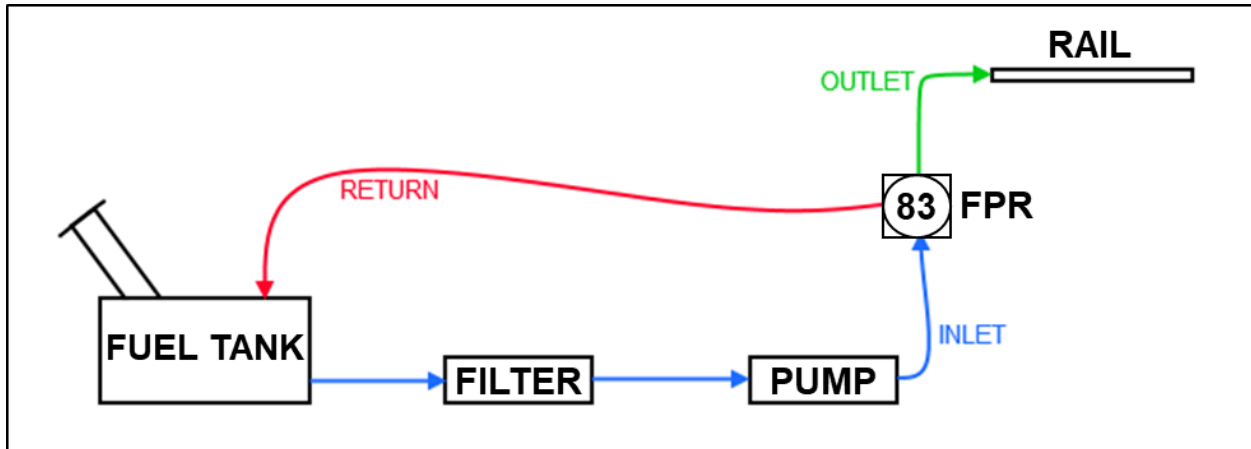 RAIL
OUTLET
RETURN
83 FPR
INLET
FUEL TANK
FILTER
PUMP